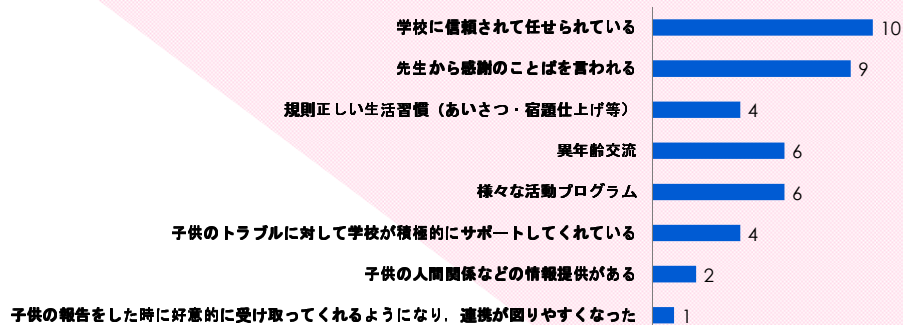 学校に信頼されて任せられている 10
先生から感謝のことばを言われる 9
規則正しい生活習慣（あいさつ・宿題仕上げ等） 4
異年齢交流 6
様々な活動プログラム 6
子供のトラブルに対して学校が積極的にサポートしてくれている 4
子供の人間関係などの情報提供がある 2
子供の報告をした時に好意的に受け取ってくれるようになり，連携が図りやすくなった 1